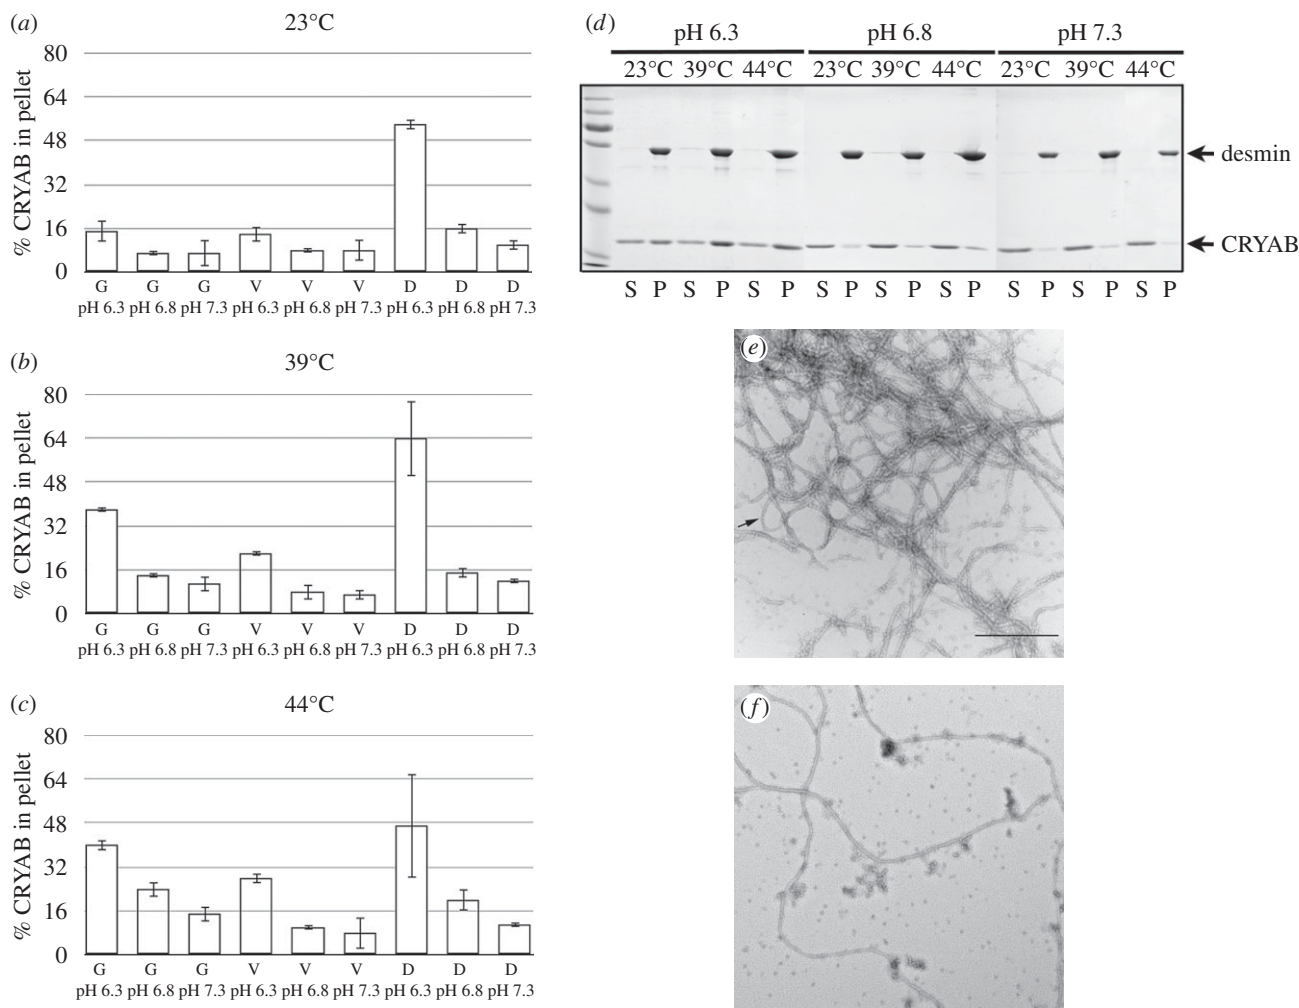 (a) 23°C
% CRYAB in pellet
80
64
48
32
16
0
G G G V V V D D D
pH 6.3 pH 6.8 pH 7.3 pH 6.3 pH 6.8 pH 7.3 pH 6.3 pH 6.8 pH 7.3
(b) 39°C
% CRYAB in pellet
80
64
48
32
16
0
G G G V V V D D D
pH 6.3 pH 6.8 pH 7.3 pH 6.3 pH 6.8 pH 7.3 pH 6.3 pH 6.8 pH 7.3
(c) 44°C
% CRYAB in pellet
80
64
48
32
16
0
G G G V V V D D D
pH 6.3 pH 6.8 pH 7.3 pH 6.3 pH 6.8 pH 7.3 pH 6.3 pH 6.8 pH 7.3
(d) pH 6.3 pH 6.8 pH 7.3
23°C 39°C 44°C 23°C 39°C 44°C 23°C 39°C 44°C
desmin
CRYAB
S P S P S P S P S P S P S P S P S P
(e)
(f)